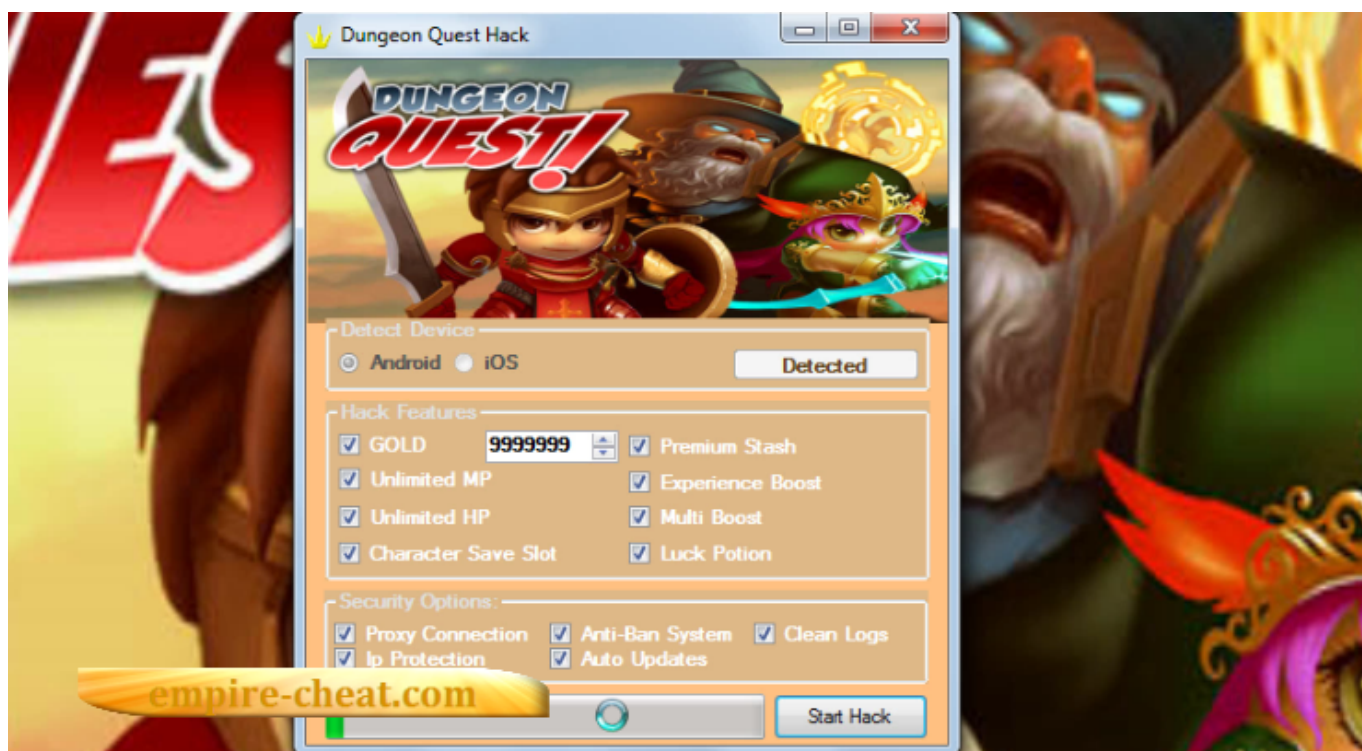 ES
Dungeon Quest Hack
DUNGEON
QUEST!
Detect Device
Android iOS Detected
Hack Features
GOLD 9999999 Premium Stash
Unlimited MP Experience Boost
Unlimited HP Multi Boost
Character Save Slot Luck Potion
Security Options:
Proxy Connection Anti-Ban System Clean Logs
Ip Protection Auto Updates
empire-cheat.com
Start Hack